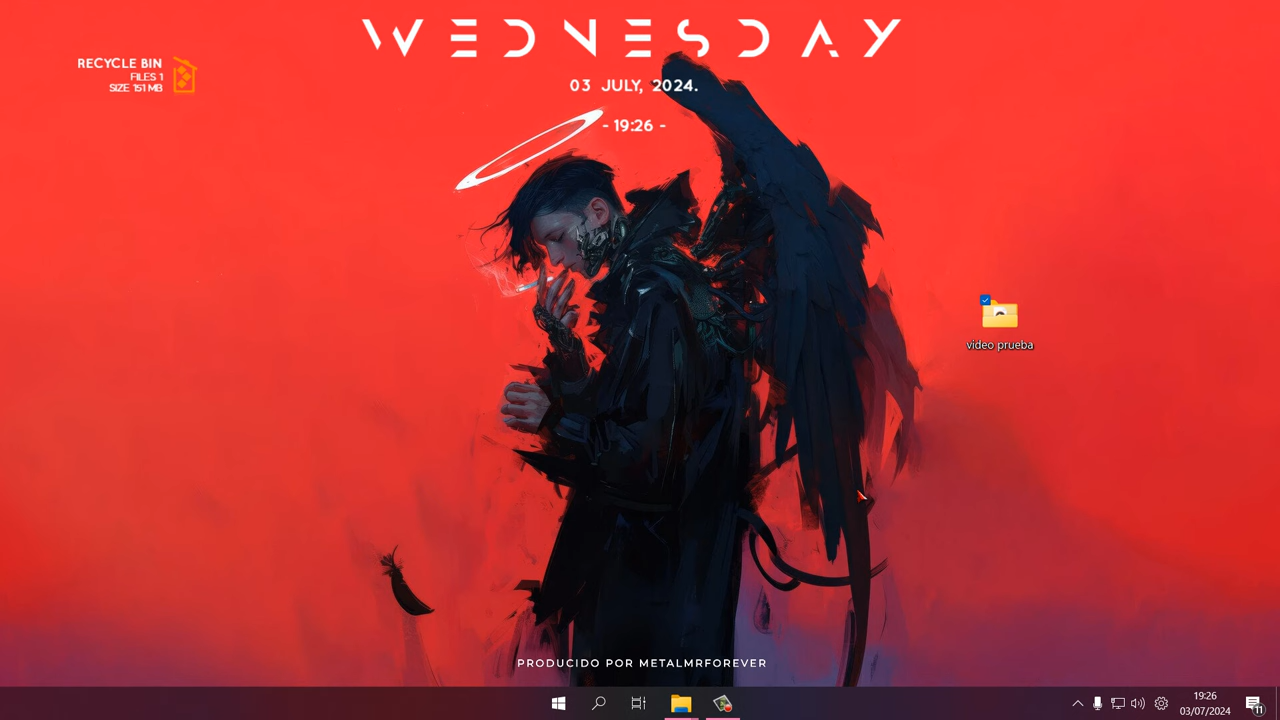 WEDNESDAY
03 JULY, 2024.
- 19:26 -
RECYCLE BIN
FILES 1
SIZE 151 MB
video prueba
PRODUCIDO POR METALMRFOREVER
19:26
03/07/2024
11